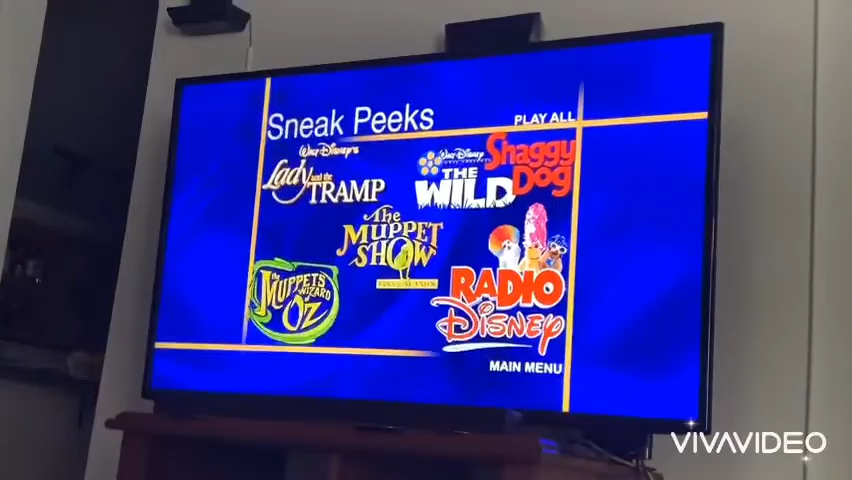 Sneak Peeks
PLAY ALL
WALT DISNEY'S
Lady and the TRAMP
WALT DISNEY
THE WILD
Shaggy Dog
The MUPPET SHOW
the MUPPETS WIZARD of OZ
RADIO DISNEY
MAIN MENU
VIVAVIDEO